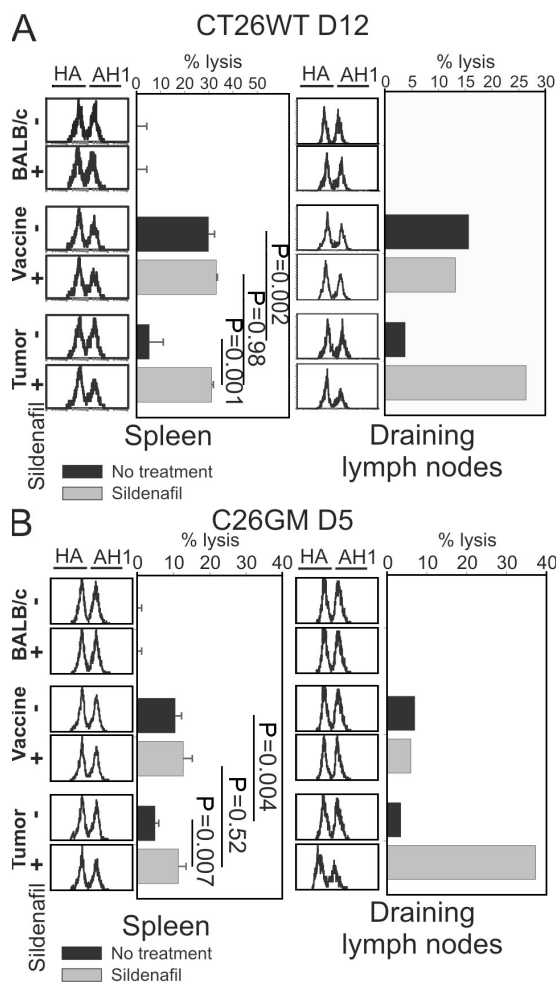 A
CT26WT D12
% lysis
% lysis
HA AH1
0 10 20 30 40 50
HA AH1
0 5 10 15 20 25 30
BALB/c
- +
Vaccine
- +
Tumor
- +
Sildenafil
P=0.002
P=0.98
P=0.001
Spleen
Draining
lymph nodes
No treatment
Sildenafil
B
C26GM D5
% lysis
% lysis
HA AH1
0 10 20 30 40
HA AH1
0 10 20 30 40
BALB/c
- +
Vaccine
- +
Tumor
- +
Sildenafil
P=0.004
P=0.52
P=0.007
Spleen
Draining
lymph nodes
No treatment
Sildenafil